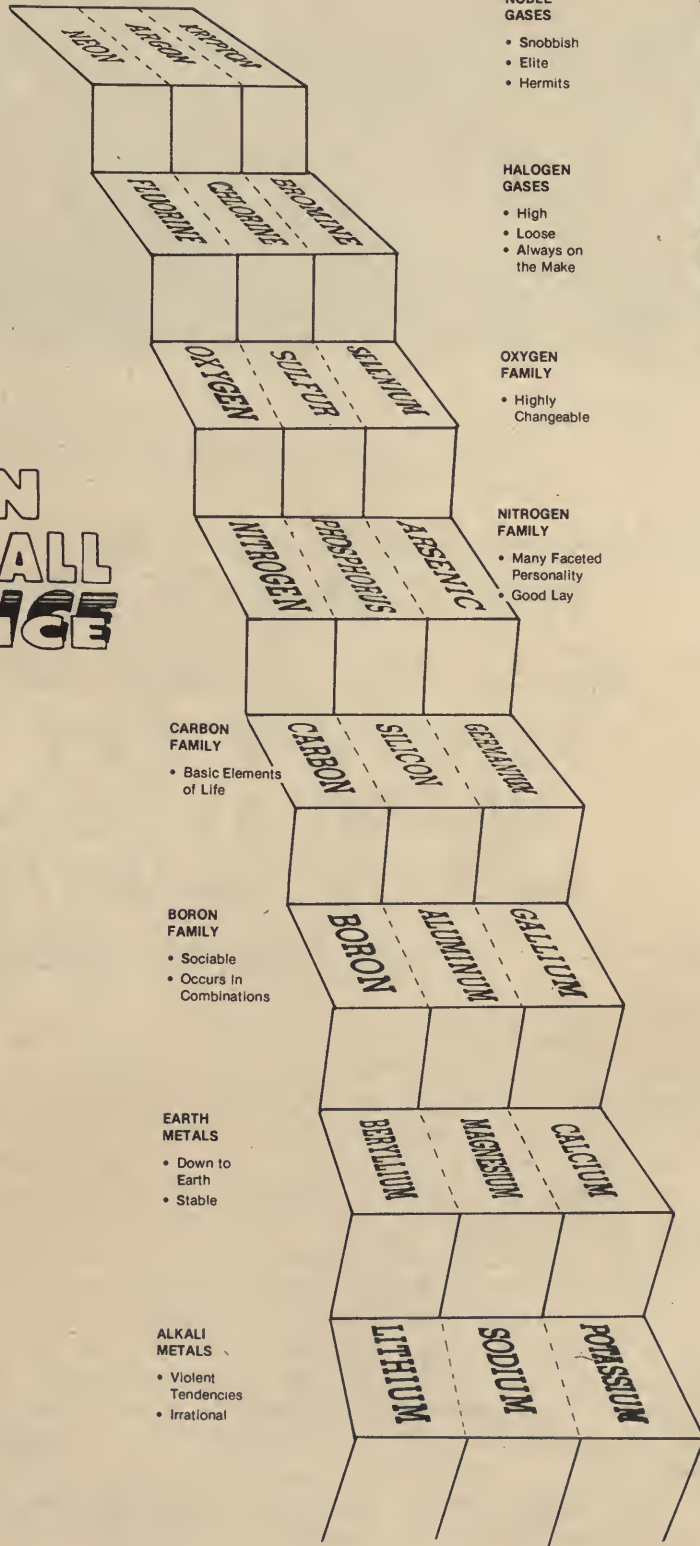 GASES
• Snobbish
• Elite
• Hermits
NEON
ARGON
KRYPTON
HALOGEN
GASES
• High
• Loose
• Always on
the Make
FLUORINE
CHLORINE
BROMINE
OXYGEN
FAMILY
• Highly
Changeable
OXYGEN
SULFUR
SELENIUM
N
ALL
ICE
NITROGEN
FAMILY
• Many Faceted
Personality
• Good Lay
NITROGEN
PHOSPHORUS
ARSENIC
CARBON
FAMILY
• Basic Elements
of Life
CARBON
SILICON
GERMANIUM
BORON
FAMILY
• Sociable
• Occurs In
Combinations
BORON
ALUMINUM
GALLIUM
EARTH
METALS
• Down to
Earth
• Stable
BERYLLIUM
MAGNESIUM
CALCIUM
ALKALI
METALS
• Violent
Tendencies
• Irrational
LITHIUM
SODIUM
POTASSIUM